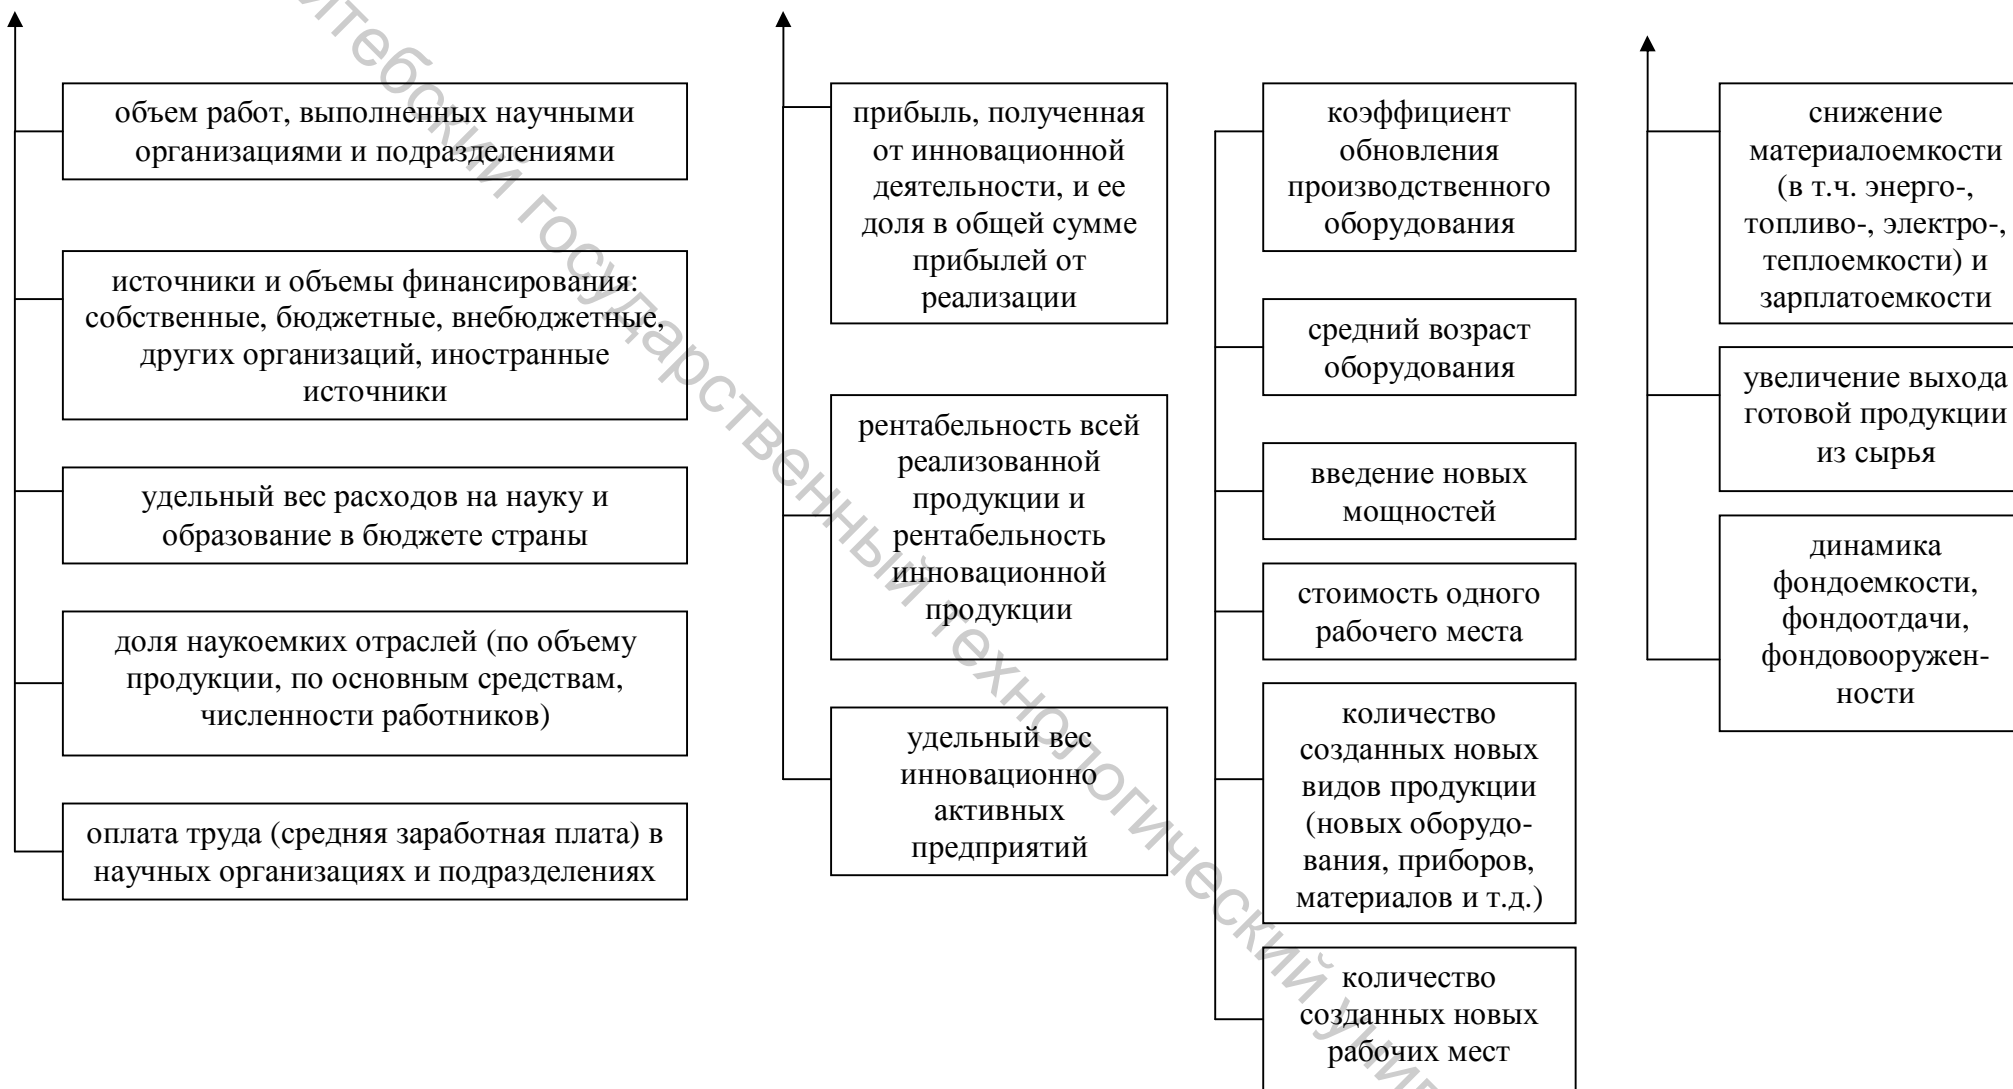 объем работ, выполненных научными
организациями и подразделениями
источники и объемы финансирования:
собственные, бюджетные, внебюджетные,
других организаций, иностранные
источники
удельный вес расходов на науку и
образование в бюджете страны
доля наукоемких отраслей (по объему
продукции, по основным средствам,
численности работников)
оплата труда (средняя заработная плата) в
научных организациях и подразделениях
прибыль, полученная
от инновационной
деятельности, и ее
доля в общей сумме
прибылей от
реализации
рентабельность всей
реализованной
продукции и
рентабельность
инновационной
продукции
удельный вес
инновационно
активных
предприятий
коэффициент
обновления
производственного
оборудования
средний возраст
оборудования
введение новых
мощностей
стоимость одного
рабочего места
количество
созданных новых
видов продукции
(новых оборудо-
вания, приборов,
материалов и т.д.)
количество
созданных новых
рабочих мест
снижение
материалоемкости
(в т.ч. энерго-,
топливо-, электро-,
теплоемкости) и
зарплатоемкости
увеличение выхода
готовой продукции
из сырья
динамика
фондоемкости,
фондоотдачи,
фондовооружен-
ности
государственный технологический